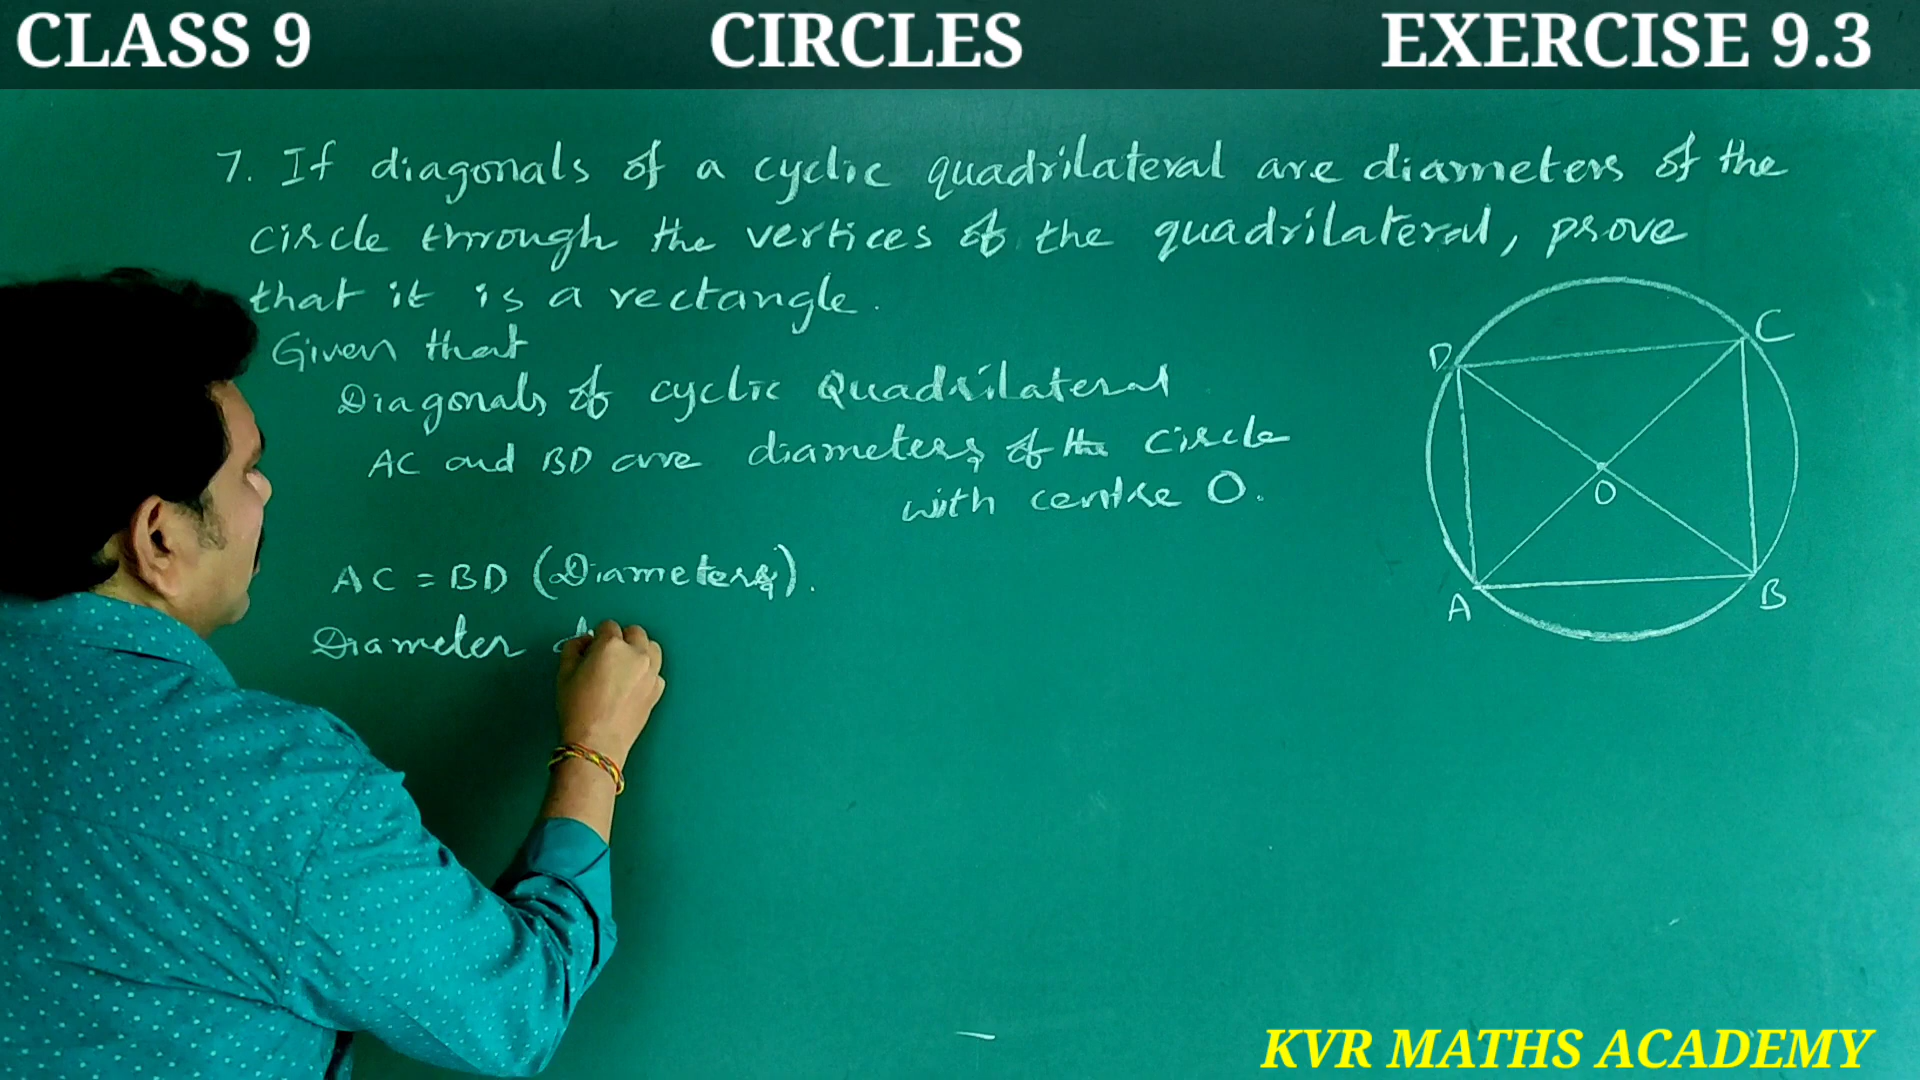 CLASS 9 CIRCLES EXERCISE 9.3
7. If diagonals of a cyclic quadrilateral are diameters of the
circle through the vertices of the quadrilateral, prove
that it is a rectangle.
Given that
Diagonals of cyclic Quadrilateral
AC and BD are diameters of the circle
with centre O.
AC = BD (Diameters).
Diameter
D
C
O
A
B
KVR MATHS ACADEMY